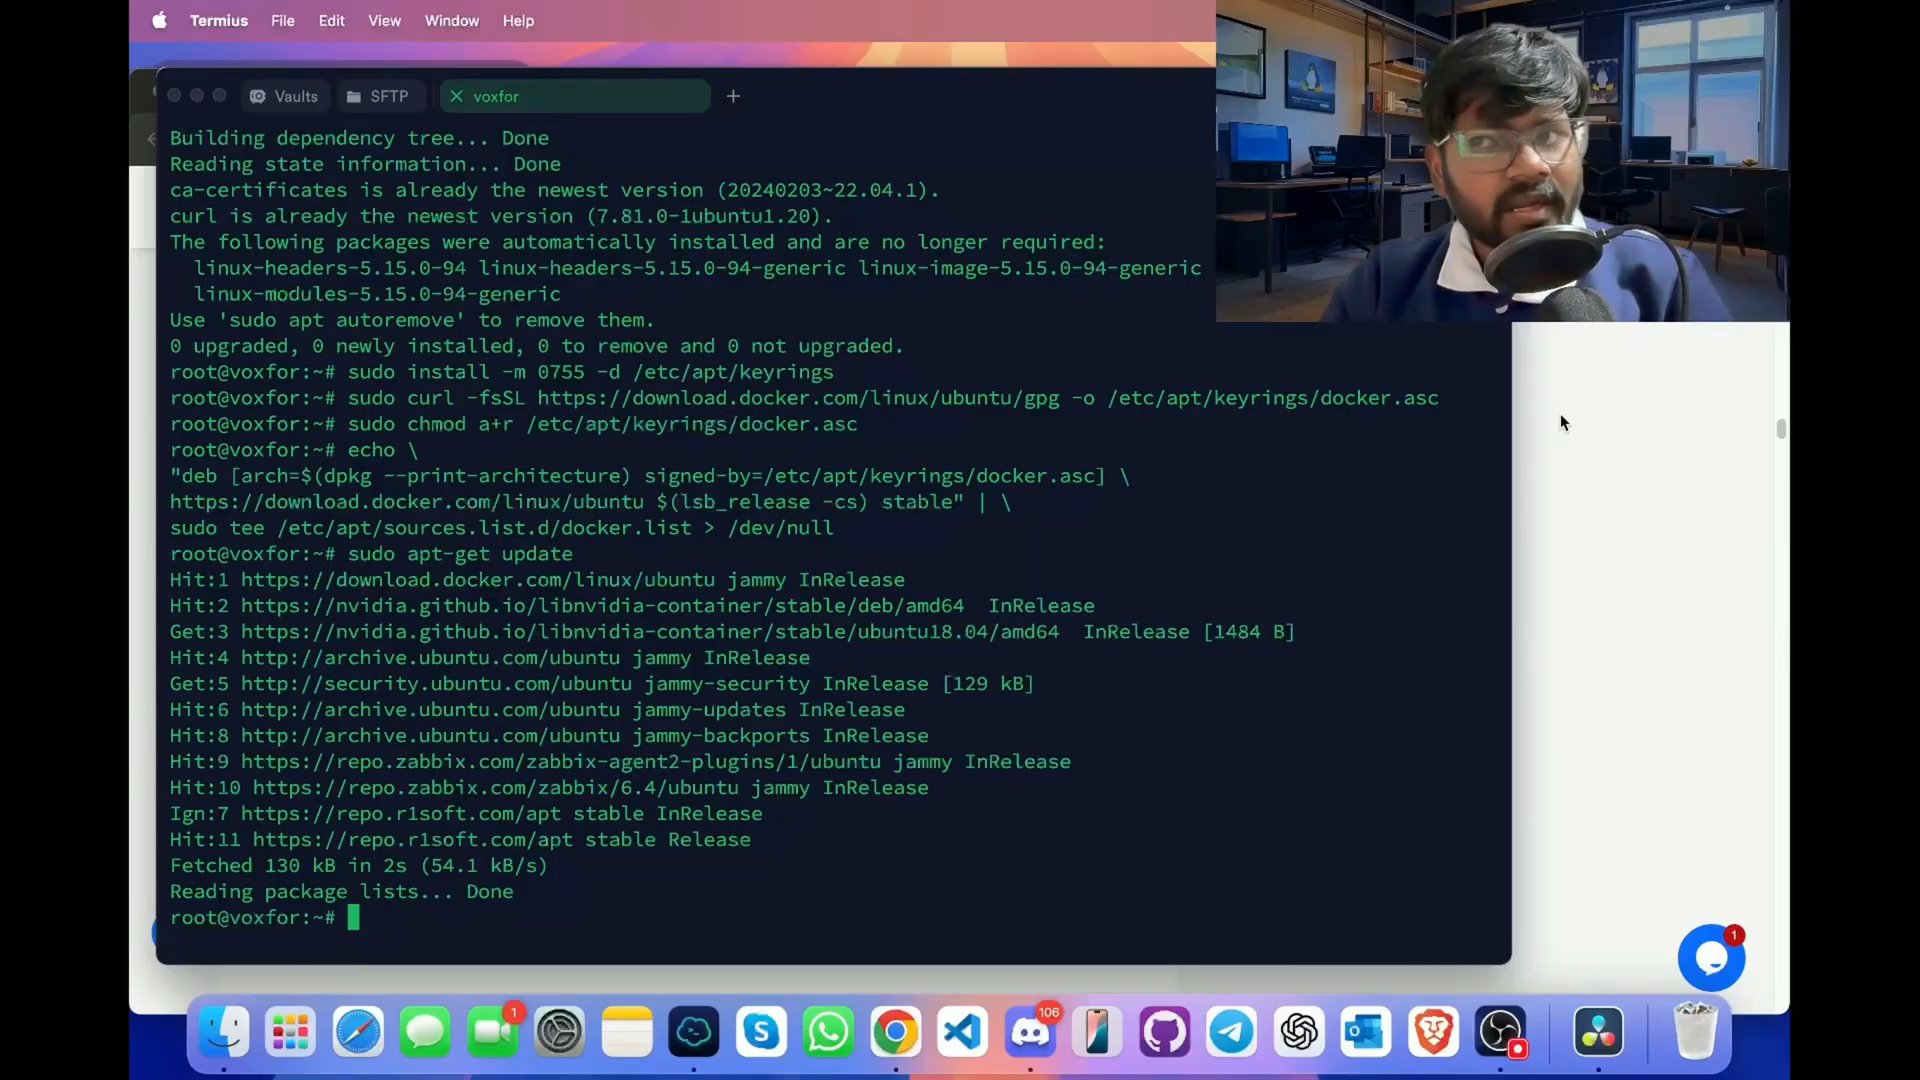 Termius File Edit View Window Help
Vaults SFTP voxfor
Building dependency tree... Done
Reading state information... Done
ca-certificates is already the newest version (20240203~22.04.1).
curl is already the newest version (7.81.0-1ubuntu1.20).
The following packages were automatically installed and are no longer required:
linux-headers-5.15.0-94 linux-headers-5.15.0-94-generic linux-image-5.15.0-94-generic
linux-modules-5.15.0-94-generic
Use 'sudo apt autoremove' to remove them.
0 upgraded, 0 newly installed, 0 to remove and 0 not upgraded.
root@voxfor:~# sudo install -m 0755 -d /etc/apt/keyrings
root@voxfor:~# sudo curl -fsSL https://download.docker.com/linux/ubuntu/gpg -o /etc/apt/keyrings/docker.asc
root@voxfor:~# sudo chmod a+r /etc/apt/keyrings/docker.asc
root@voxfor:~# echo \
"deb [arch=$(dpkg --print-architecture) signed-by=/etc/apt/keyrings/docker.asc] \
https://download.docker.com/linux/ubuntu $(lsb_release -cs) stable" | \
sudo tee /etc/apt/sources.list.d/docker.list > /dev/null
root@voxfor:~# sudo apt-get update
Hit:1 https://download.docker.com/linux/ubuntu jammy InRelease
Hit:2 https://nvidia.github.io/libnvidia-container/stable/deb/amd64  InRelease
Get:3 https://nvidia.github.io/libnvidia-container/stable/ubuntu18.04/amd64  InRelease [1484 B]
Hit:4 http://archive.ubuntu.com/ubuntu jammy InRelease
Get:5 http://security.ubuntu.com/ubuntu jammy-security InRelease [129 kB]
Hit:6 http://archive.ubuntu.com/ubuntu jammy-updates InRelease
Hit:8 http://archive.ubuntu.com/ubuntu jammy-backports InRelease
Hit:9 https://repo.zabbix.com/zabbix-agent2-plugins/1/ubuntu jammy InRelease
Hit:10 https://repo.zabbix.com/zabbix/6.4/ubuntu jammy InRelease
Ign:7 https://repo.r1soft.com/apt stable InRelease
Hit:11 https://repo.r1soft.com/apt stable Release
Fetched 130 kB in 2s (54.1 kB/s)
Reading package lists... Done
root@voxfor:~#
1
1
106